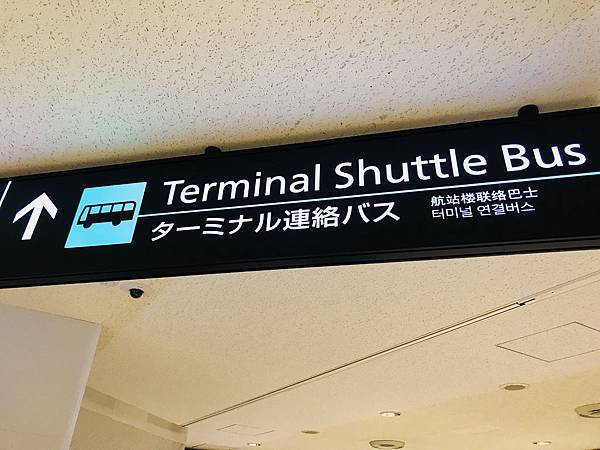 Terminal Shuttle Bus
ターミナル連絡バス
航站楼联络巴士
터미널 연결버스